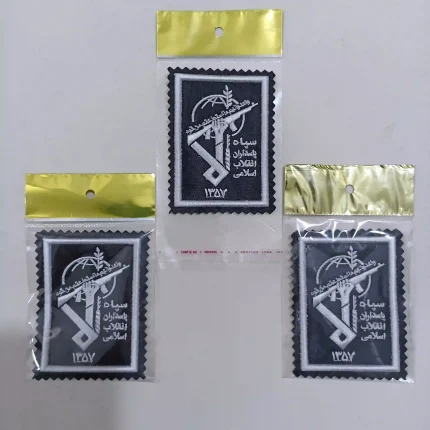 سپاه
پاسداران
انقلاب
اسلامی
۱۳۵۷
سپاه
پاسداران
انقلاب
اسلامی
۱۳۵۷
سپاه
پاسداران
انقلاب
اسلامی
۱۳۵۷